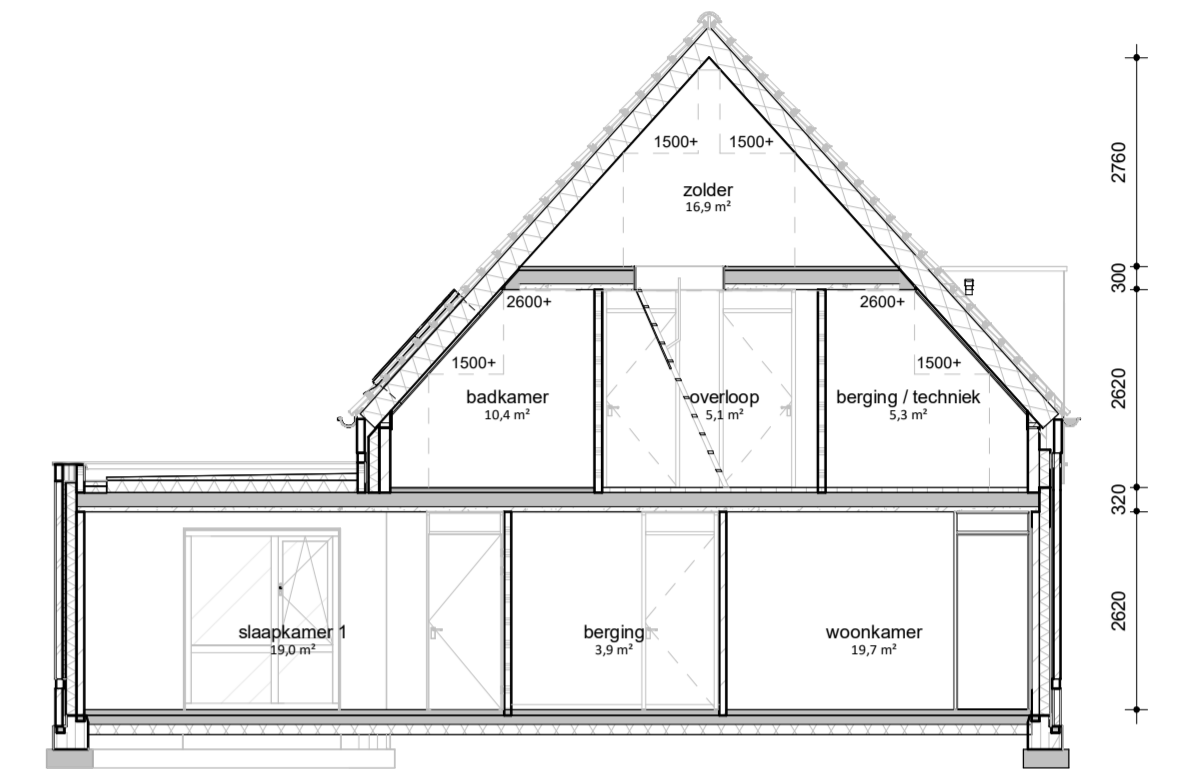 1500+ 1500+
zolder
16,9 m²
2760
300
2600+ 2600+
1500+ 1500+
badkamer
10,4 m²
overloop
5,1 m²
berging / techniek
5,3 m²
2620
320
slaapkamer 1
19,0 m²
berging
3,9 m²
woonkamer
19,7 m²
2620